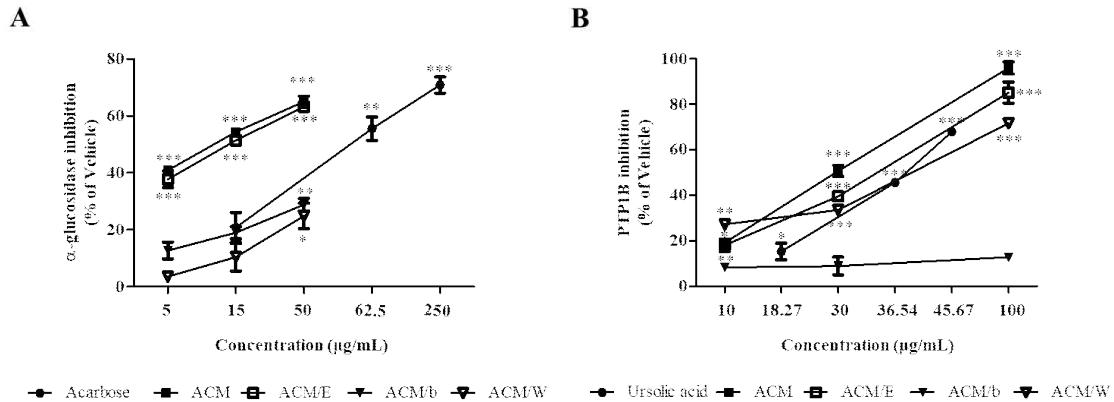 A
α-glucosidase inhibition
(% of Vehicle)
80
60
40
20
0
***
***
***
***
***
***
**
*
**
***
5 15 50 62.5 250
Concentration (µg/mL)
Acarbose ACM ACM/E ACM/b ACM/W
B
PTP1B inhibition
(% of Vehicle)
100
80
60
40
20
0
**
*
**
*
***
***
***
***
***
***
***
***
10 18.27 30 36.54 45.67 100
Concentration (µg/mL)
Ursolic acid ACM ACM/E ACM/b ACM/W